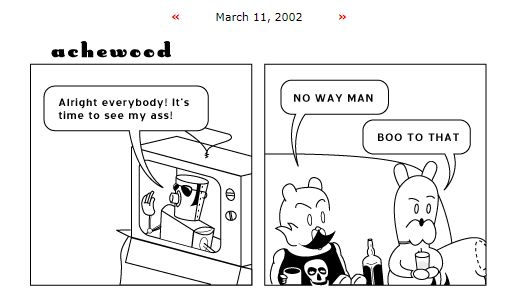 « March 11, 2002 »
achewood
Alright everybody! It's
time to see my ass!
NO WAY MAN
BOO TO THAT